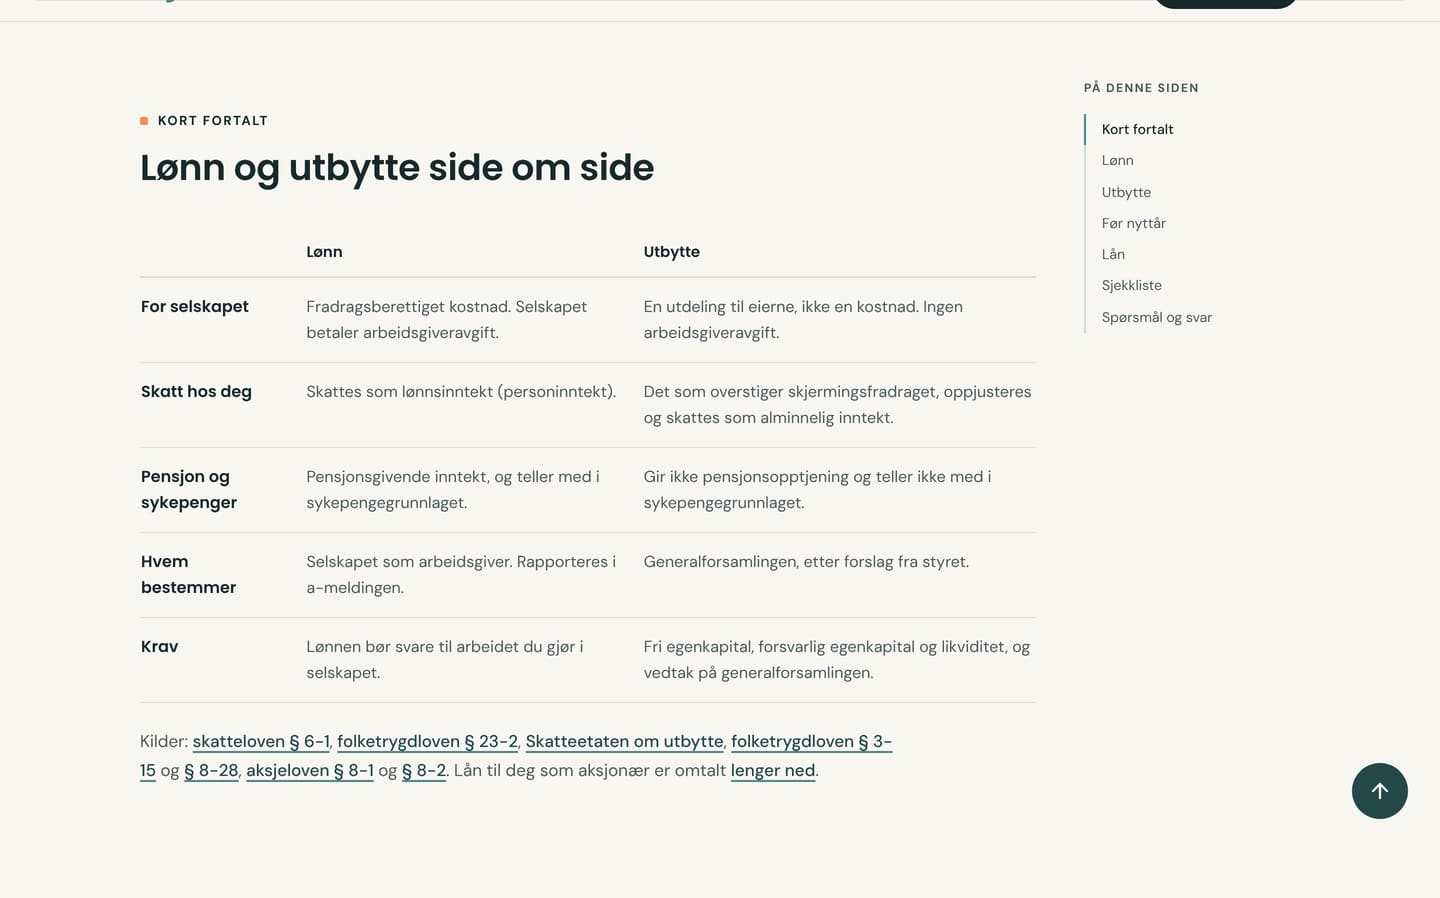 PÅ DENNE SIDEN
Kort fortalt
Lønn
Utbytte
Før nyttår
Lån
Sjekkliste
Spørsmål og svar
KORT FORTALT
Lønn og utbytte side om side
Lønn
Utbytte
For selskapet
Fradragsberettiget kostnad. Selskapet
betaler arbeidsgiveravgift.
En utdeling til eierne, ikke en kostnad. Ingen
arbeidsgiveravgift.
Skatt hos deg
Skattes som lønnsinntekt (personinntekt).
Det som overstiger skjermingsfradraget, oppjusteres
og skattes som alminnelig inntekt.
Pensjon og
sykepenger
Pensjonsgivende inntekt, og teller med i
sykepengegrunnlaget.
Gir ikke pensjonsopptjening og teller ikke med i
sykepengegrunnlaget.
Hvem
bestemmer
Selskapet som arbeidsgiver. Rapporteres i
a-meldingen.
Generalforsamlingen, etter forslag fra styret.
Krav
Lønnen bør svare til arbeidet du gjør i
selskapet.
Fri egenkapital, forsvarlig egenkapital og likviditet, og
vedtak på generalforsamlingen.
Kilder: skatteloven § 6-1, folketrygdloven § 23-2, Skatteetaten om utbytte, folketrygdloven § 3-
15 og § 8-28, aksjeloven § 8-1 og § 8-2. Lån til deg som aksjonær er omtalt lenger ned.